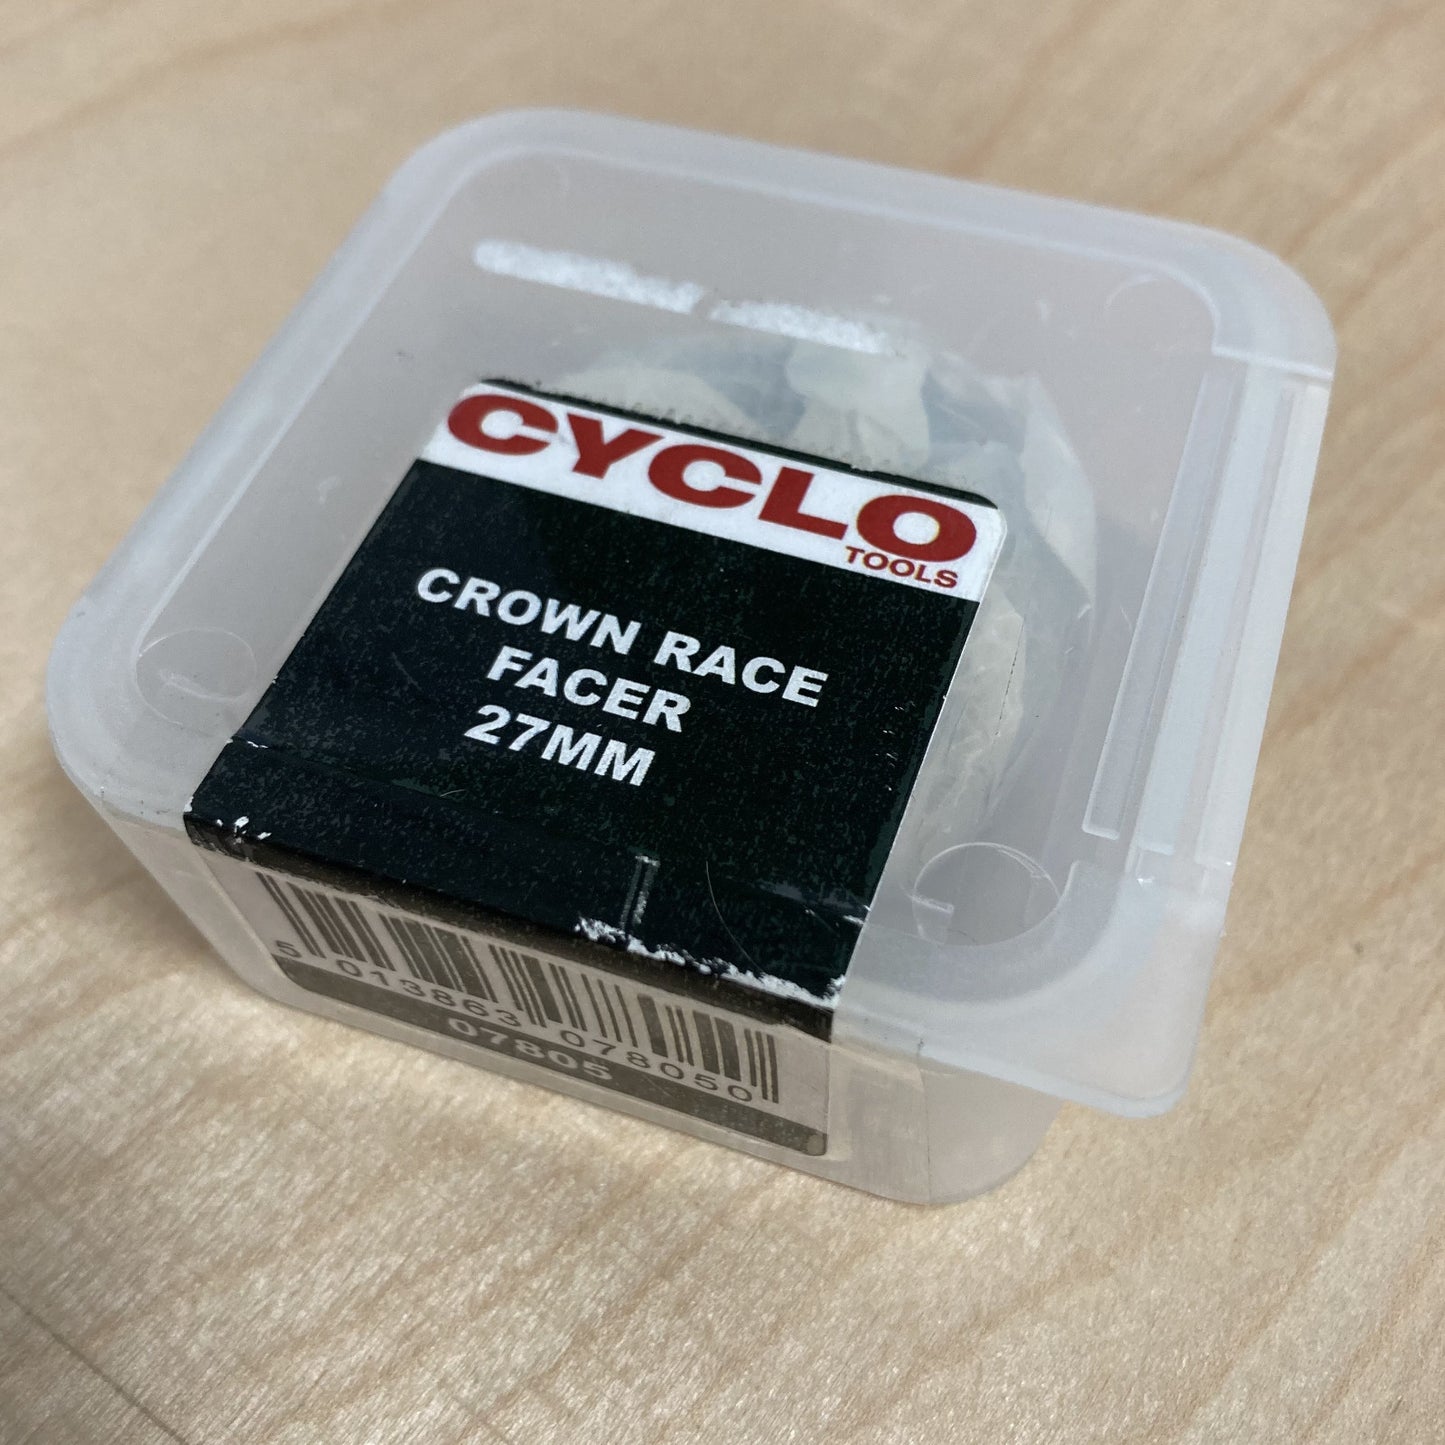 CYCLO
TOOLS
CROWN RACE
FACER
27MM
5 013863 078050
07805